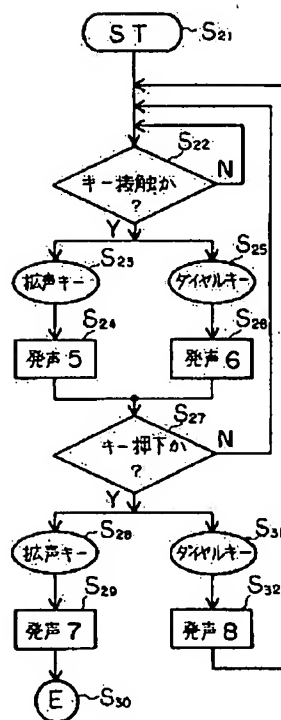 ST
S21
S22
キー接触か
?
N
Y
S23
S25
拡声キー
ダイヤルキー
S24
S26
発声5
発声6
S27
キー押下か
?
N
Y
S28
S31
拡声キー
ダイヤルキー
S29
S32
発声7
発声8
E
S30